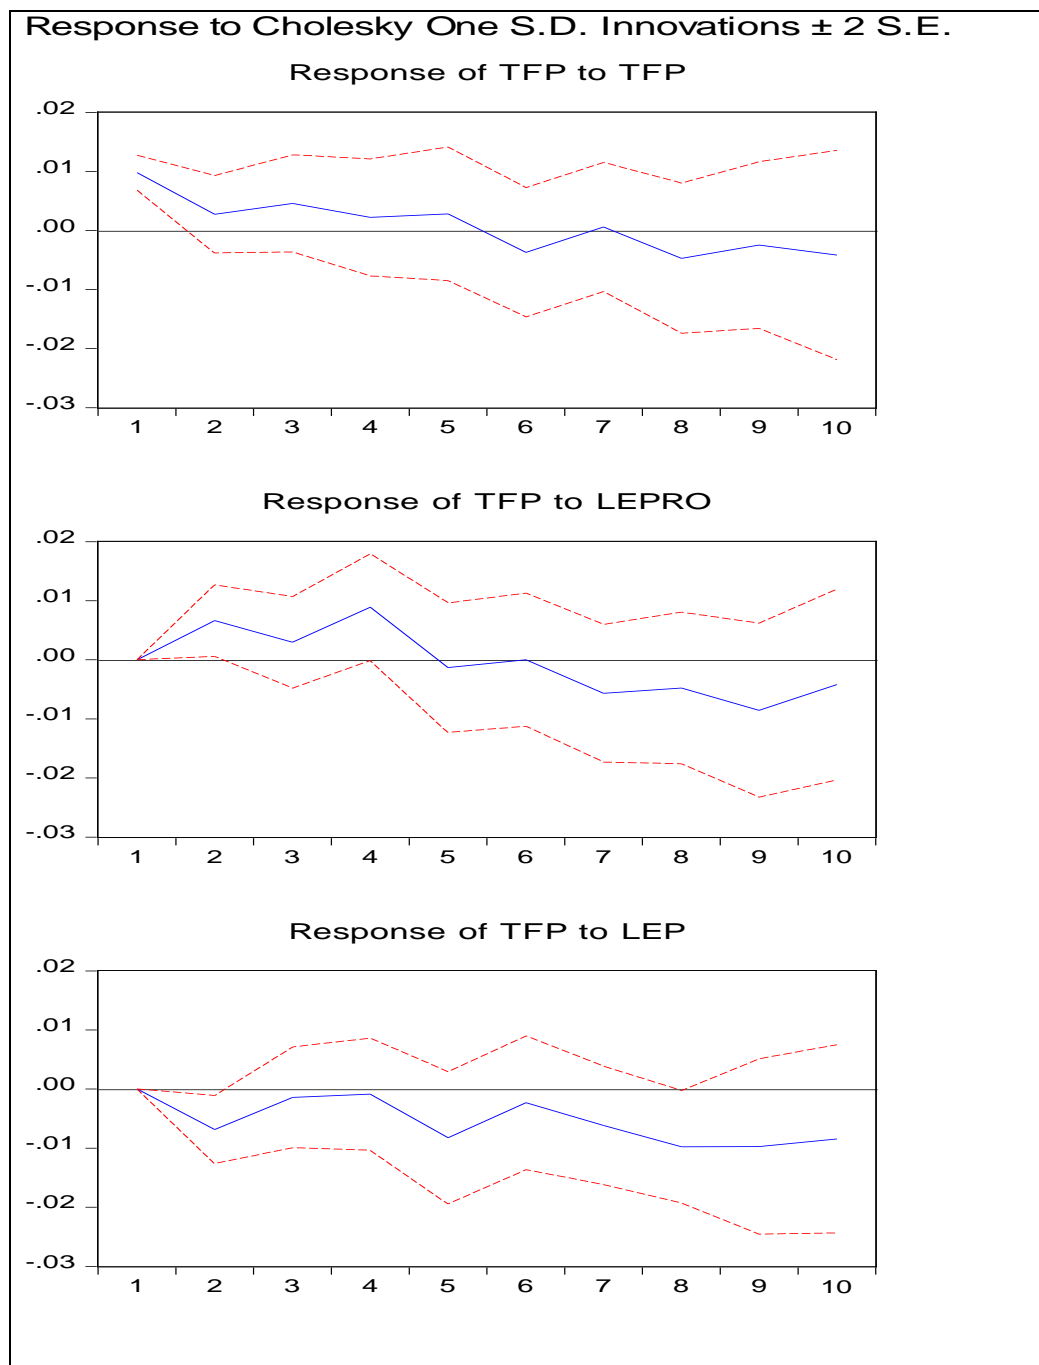 Response to Cholesky One S.D. Innovations ± 2 S.E.
Response of TFP to TFP
.02
.01
.00
-.01
-.02
-.03
1 2 3 4 5 6 7 8 9 10
Response of TFP to LEPRO
.02
.01
.00
-.01
-.02
-.03
1 2 3 4 5 6 7 8 9 10
Response of TFP to LEP
.02
.01
.00
-.01
-.02
-.03
1 2 3 4 5 6 7 8 9 10